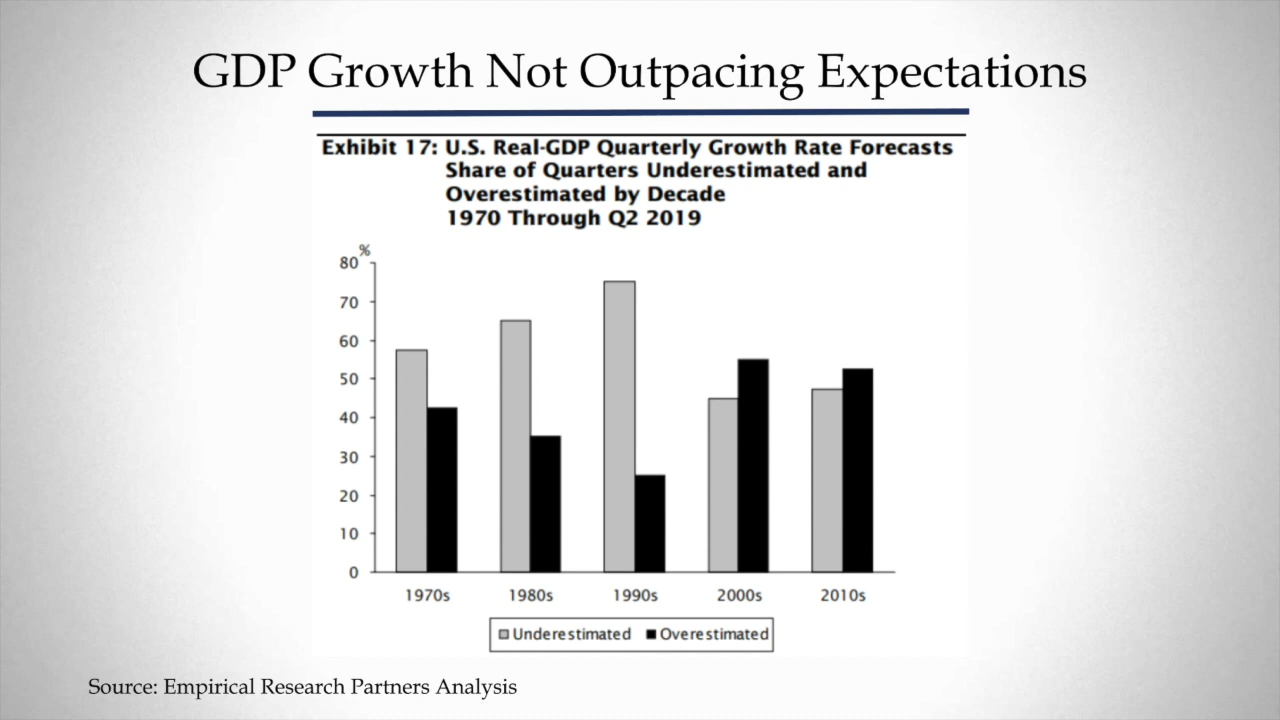 GDP Growth Not Outpacing Expectations
Exhibit 17: U.S. Real-GDP Quarterly Growth Rate Forecasts
Share of Quarters Underestimated and
Overestimated by Decade
1970 Through Q2 2019
%
80
70
60
50
40
30
20
10
0
1970s 1980s 1990s 2000s 2010s
Underestimated Overestimated
Source: Empirical Research Partners Analysis